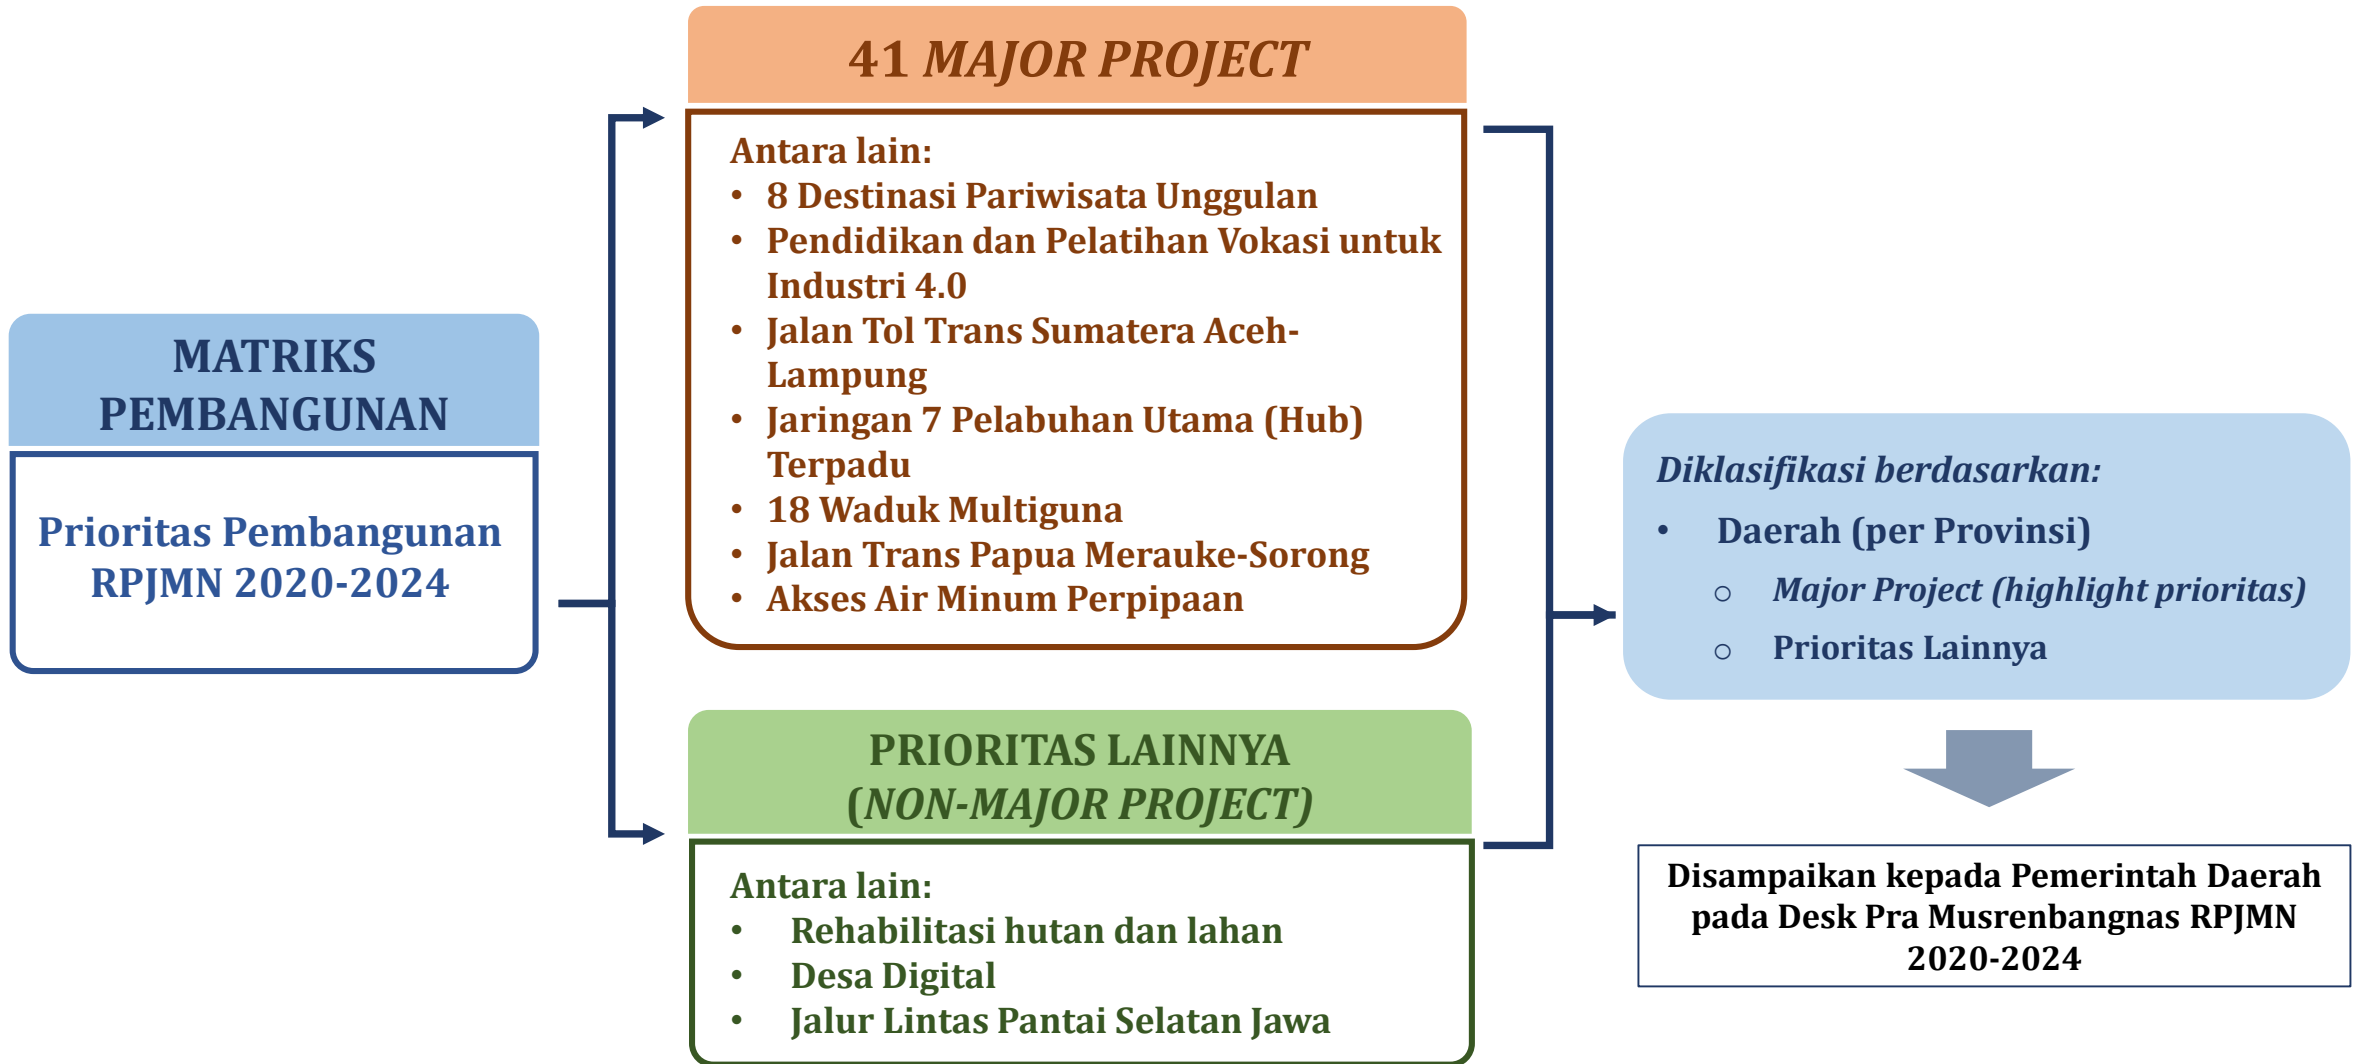 MATRIKS
PEMBANGUNAN
Prioritas Pembangunan
RPJMN 2020-2024
41 MAJOR PROJECT
Antara lain:
• 8 Destinasi Pariwisata Unggulan
• Pendidikan dan Pelatihan Vokasi untuk
Industri 4.0
• Jalan Tol Trans Sumatera Aceh-
Lampung
• Jaringan 7 Pelabuhan Utama (Hub)
Terpadu
• 18 Waduk Multiguna
• Jalan Trans Papua Merauke-Sorong
• Akses Air Minum Perpipaan
PRIORITAS LAINNYA
(NON-MAJOR PROJECT)
Antara lain:
• Rehabilitasi hutan dan lahan
• Desa Digital
• Jalur Lintas Pantai Selatan Jawa
Diklasifikasi berdasarkan:
• Daerah (per Provinsi)
o Major Project (highlight prioritas)
o Prioritas Lainnya
Disampaikan kepada Pemerintah Daerah
pada Desk Pra Musrenbangnas RPJMN
2020-2024